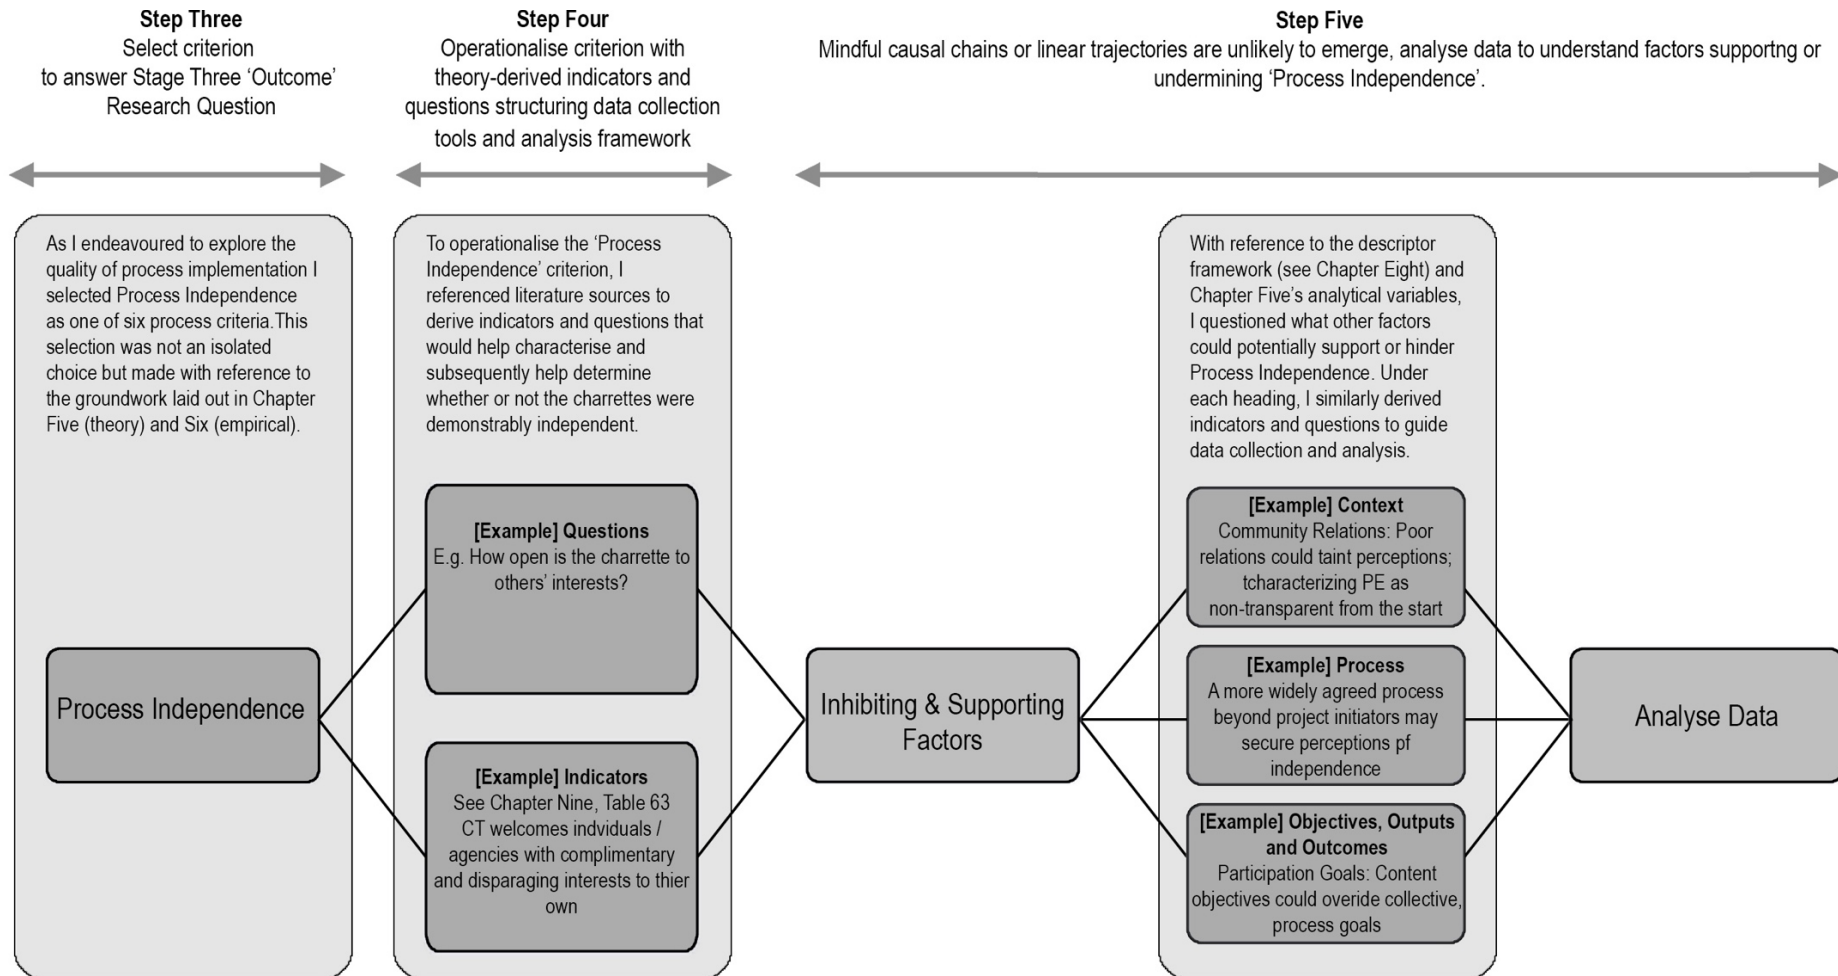 Step Three
Select criterion
to answer Stage Three ‘Outcome’
Research Question
Step Four
Operationalise criterion with
theory-derived indicators and
questions structuring data collection
tools and analysis framework
Step Five
Mindful causal chains or linear trajectories are unlikely to emerge, analyse data to understand factors supportng or
undermining ‘Process Independence’.
As I endeavoured to explore the
quality of process implementation I
selected Process Independence
as one of six process criteria.This
selection was not an isolated
choice but made with reference to
the groundwork laid out in Chapter
Five (theory) and Six (empirical).
Process Independence
To operationalise the ‘Process
Independence’ criterion, I
referenced literature sources to
derive indicators and questions that
would help characterise and
subsequently help determine
whether or not the charrettes were
demonstrably independent.
[Example] Questions
E.g. How open is the charrette to
others’ interests?
[Example] Indicators
See Chapter Nine, Table 63
CT welcomes indviduals /
agencies with complimentary
and disparaging interests to thier
own
Inhibiting & Supporting
Factors
With reference to the descriptor
framework (see Chapter Eight) and
Chapter Five’s analytical variables,
I questioned what other factors
could potentially support or hinder
Process Independence. Under
each heading, I similarly derived
indicators and questions to guide
data collection and analysis.
[Example] Context
Community Relations: Poor
relations could taint perceptions;
tcharacterizing PE as
non-transparent from the start
[Example] Process
A more widely agreed process
beyond project initiators may
secure perceptions pf
independence
[Example] Objectives, Outputs
and Outcomes
Participation Goals: Content
objectives could overide collective,
process goals
Analyse Data